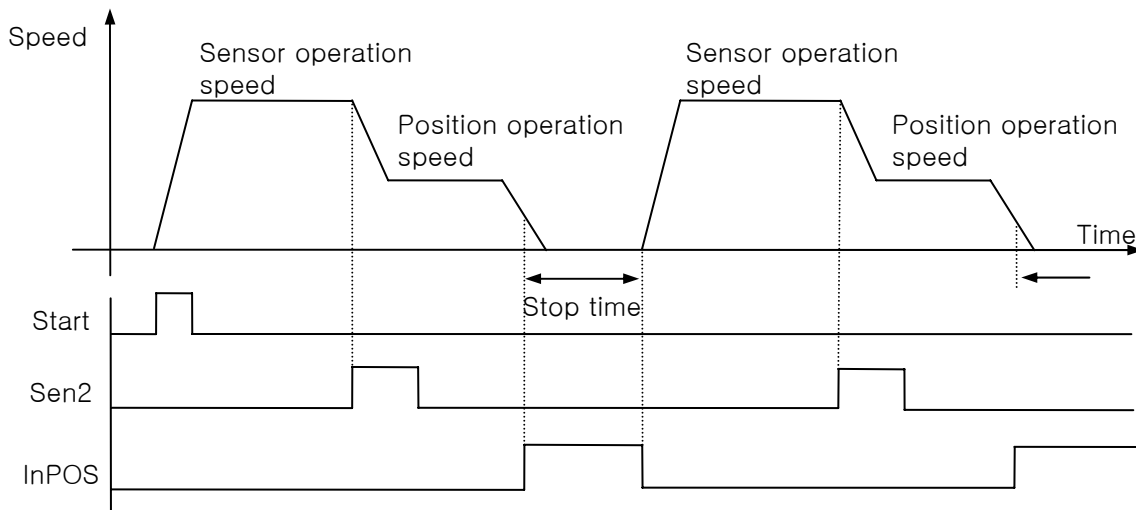 Speed
Sensor operation
speed
Position operation
speed
Sensor operation
speed
Position operation
speed
Time
Stop time
Start
Sen2
InPOS